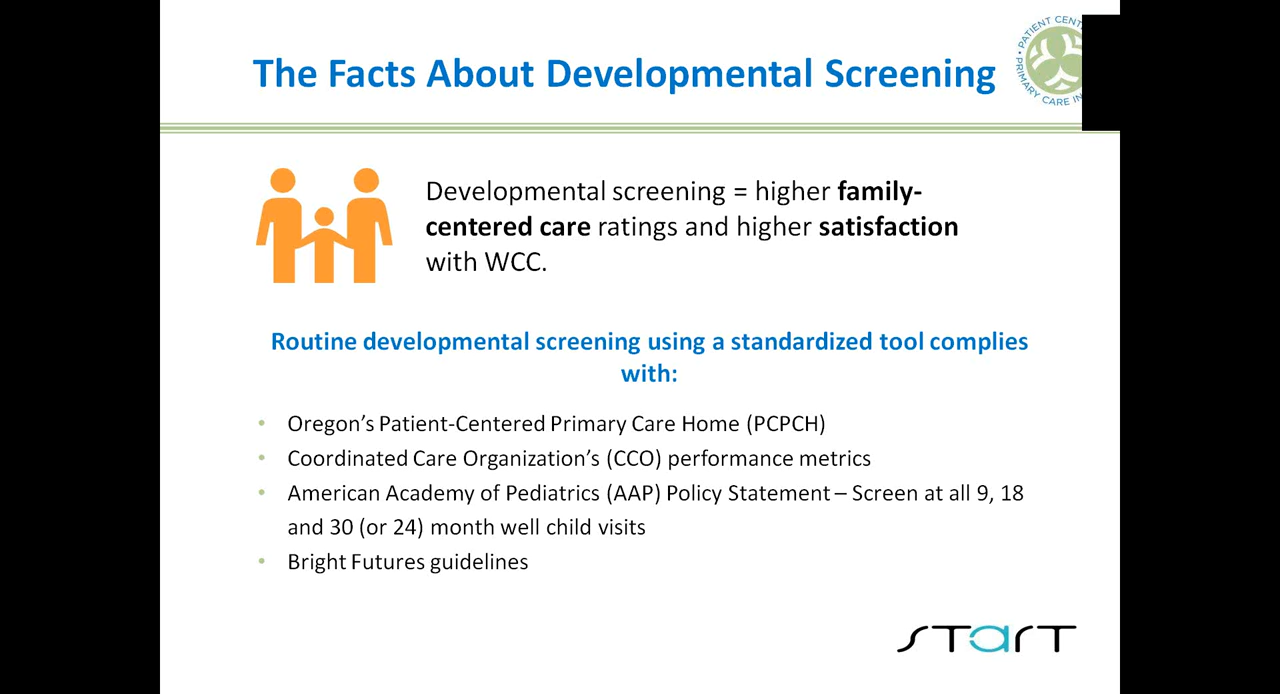 The Facts About Developmental Screening
PATIENT
PRIMARY CARE
Developmental screening = higher family-
centered care ratings and higher satisfaction
with WCC.
Routine developmental screening using a standardized tool complies
with:
• Oregon’s Patient-Centered Primary Care Home (PCPCH)
• Coordinated Care Organization’s (CCO) performance metrics
• American Academy of Pediatrics (AAP) Policy Statement – Screen at all 9, 18
and 30 (or 24) month well child visits
• Bright Futures guidelines
START